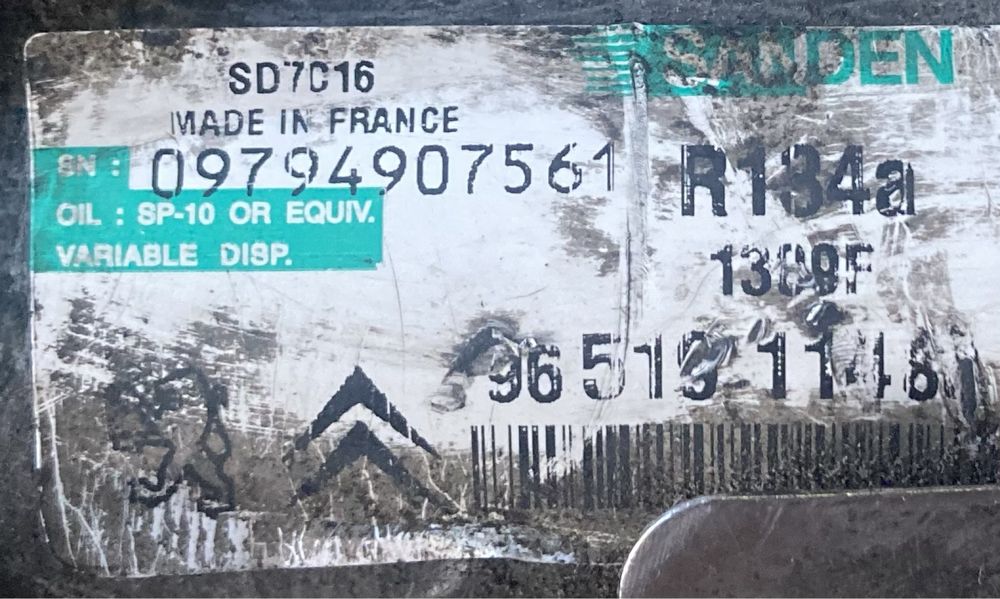 SANDEN
SD7C16
MADE IN FRANCE
SN : 09794907561
R134a
OIL : SP-10 OR EQUIV.
VARIABLE DISP.